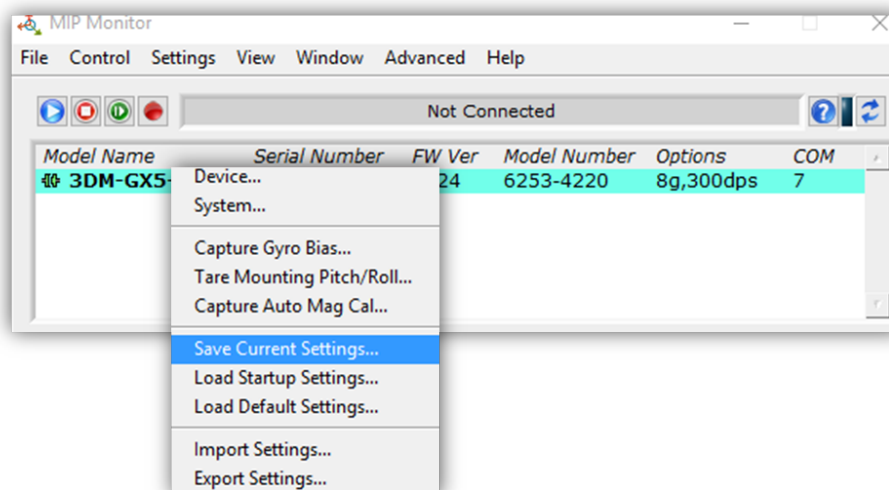 MIP Monitor
File Control Settings View Window Advanced Help
Not Connected
Model Name Serial Number FW Ver Model Number Options COM
3DM-GX5- 24 6253-4220 8g,300dps 7
Device...
System...
Capture Gyro Bias...
Tare Mounting Pitch/Roll...
Capture Auto Mag Cal...
Save Current Settings...
Load Startup Settings...
Load Default Settings...
Import Settings...
Export Settings...